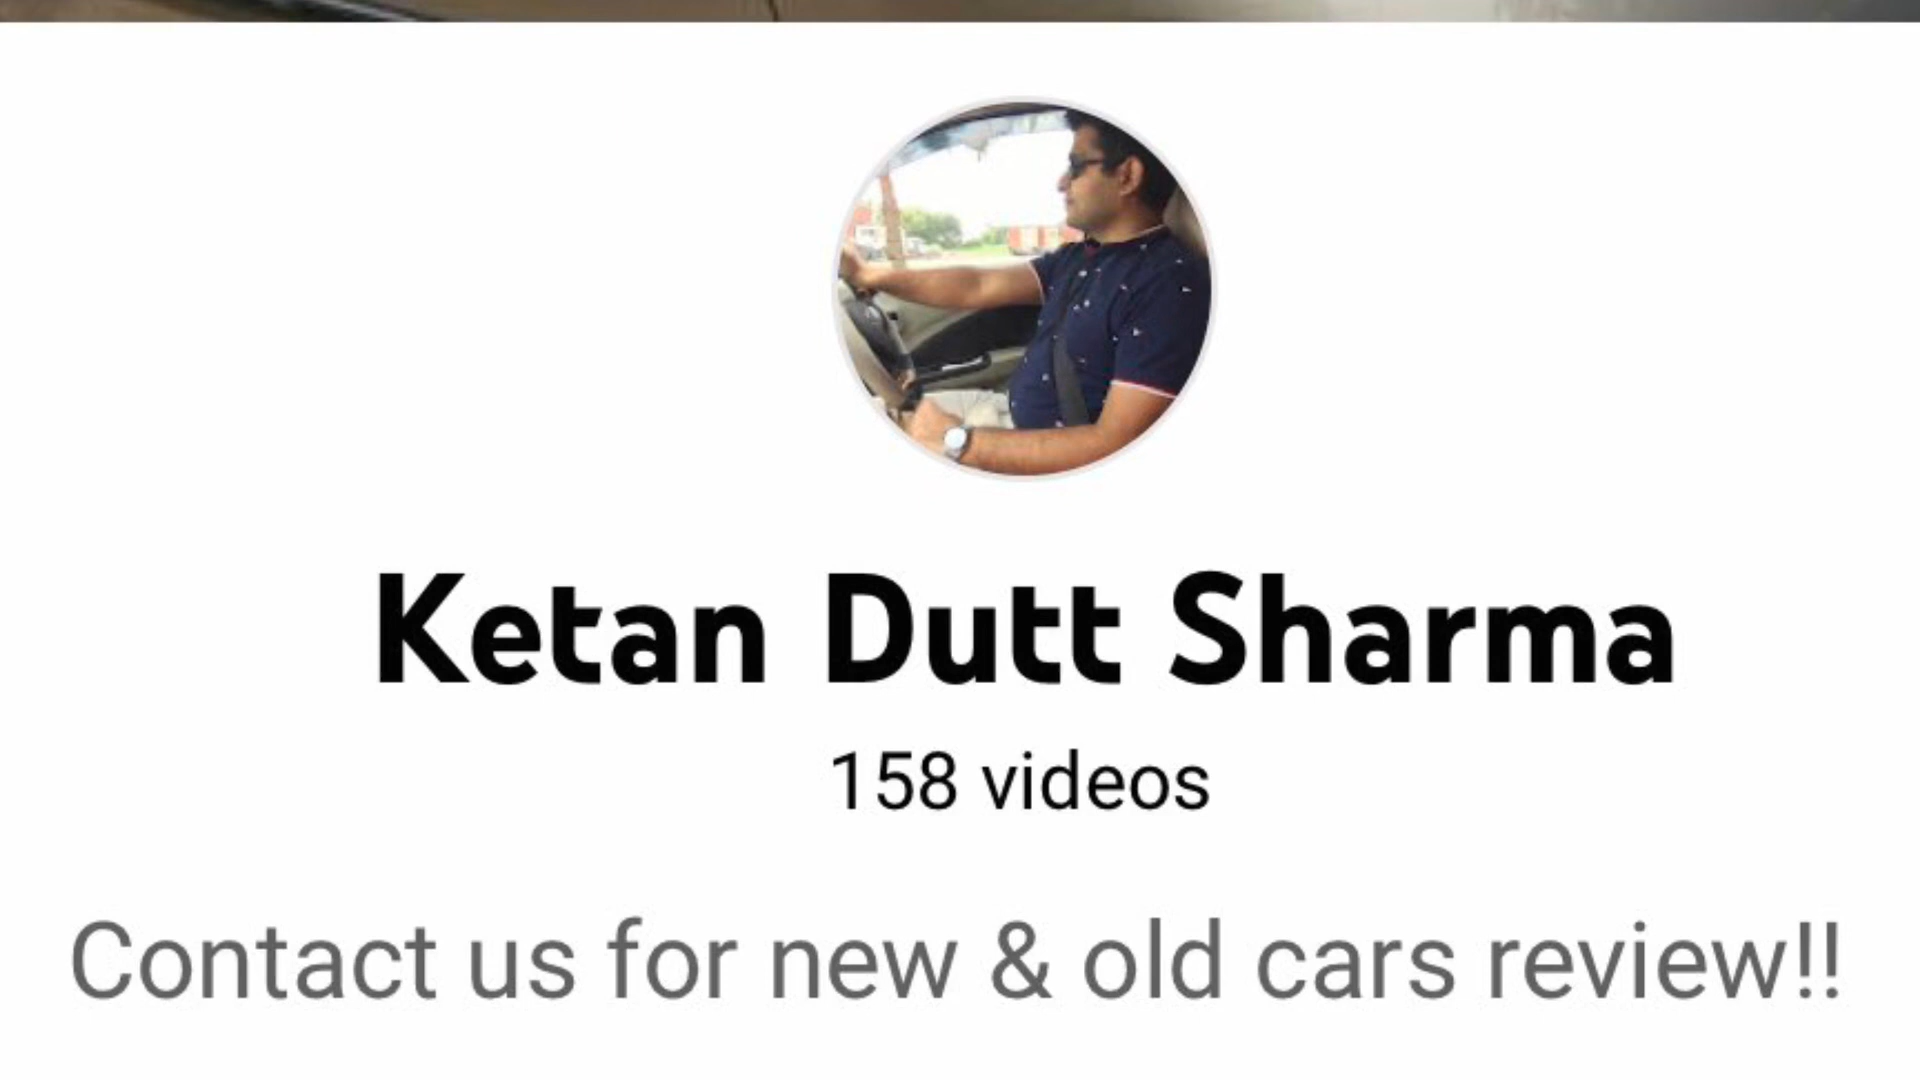 Ketan Dutt Sharma
158 videos
Contact us for new & old cars review!!